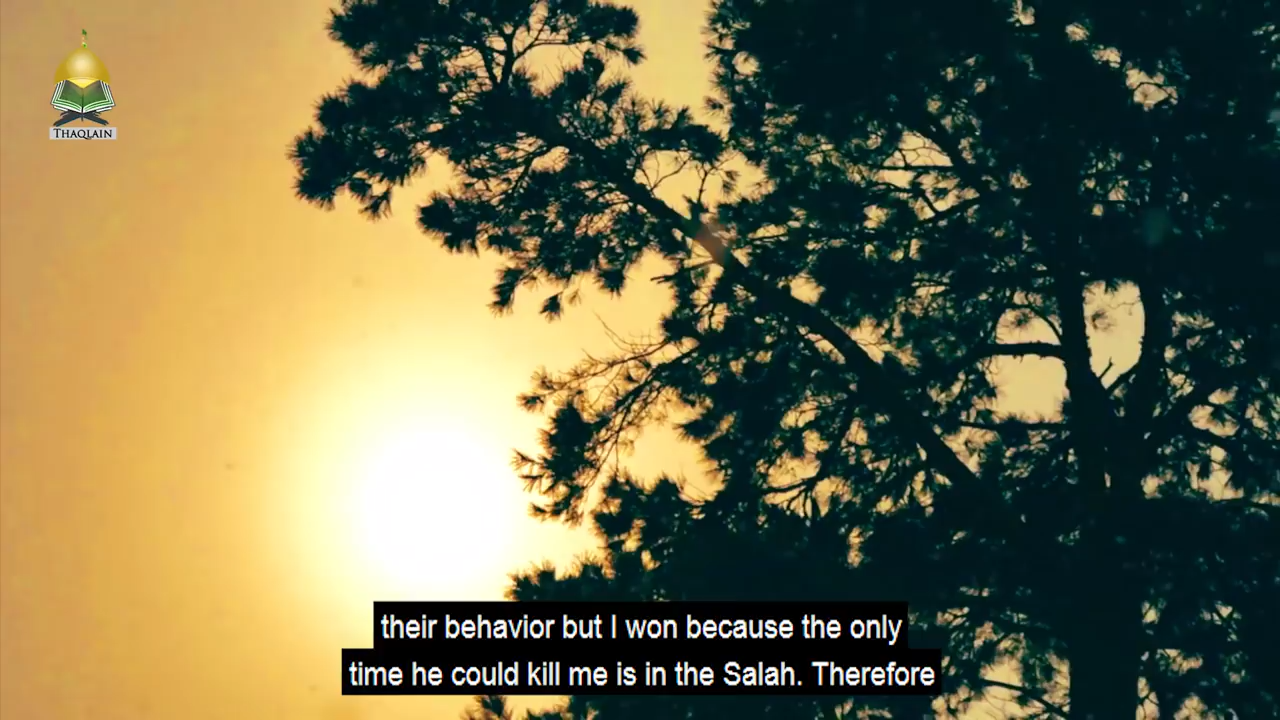 THAQLAIN
their behavior but I won because the only
time he could kill me is in the Salah. Therefore